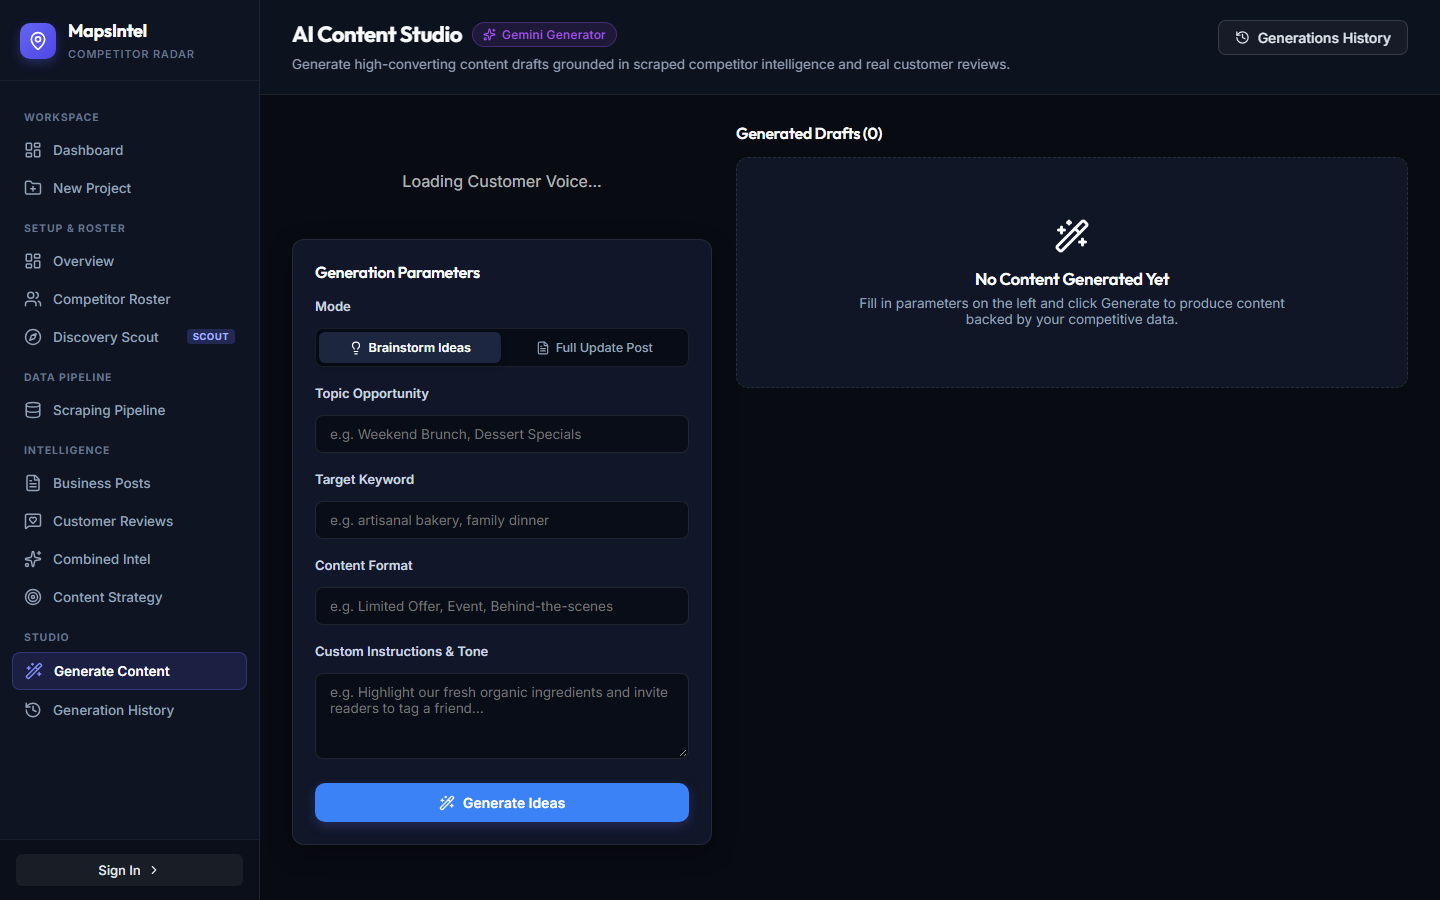 MapsIntel
COMPETITOR RADAR
WORKSPACE
Dashboard
New Project
SETUP & ROSTER
Overview
Competitor Roster
Discovery Scout
SCOUT
DATA PIPELINE
Scraping Pipeline
INTELLIGENCE
Business Posts
Customer Reviews
Combined Intel
Content Strategy
STUDIO
Generate Content
Generation History
Sign In
AI Content Studio
Gemini Generator
Generate high-converting content drafts grounded in scraped competitor intelligence and real customer reviews.
Generations History
Loading Customer Voice...
Generation Parameters
Mode
Brainstorm Ideas
Full Update Post
Topic Opportunity
e.g. Weekend Brunch, Dessert Specials
Target Keyword
e.g. artisanal bakery, family dinner
Content Format
e.g. Limited Offer, Event, Behind-the-scenes
Custom Instructions & Tone
e.g. Highlight our fresh organic ingredients and invite
readers to tag a friend...
Generate Ideas
Generated Drafts (0)
No Content Generated Yet
Fill in parameters on the left and click Generate to produce content
backed by your competitive data.